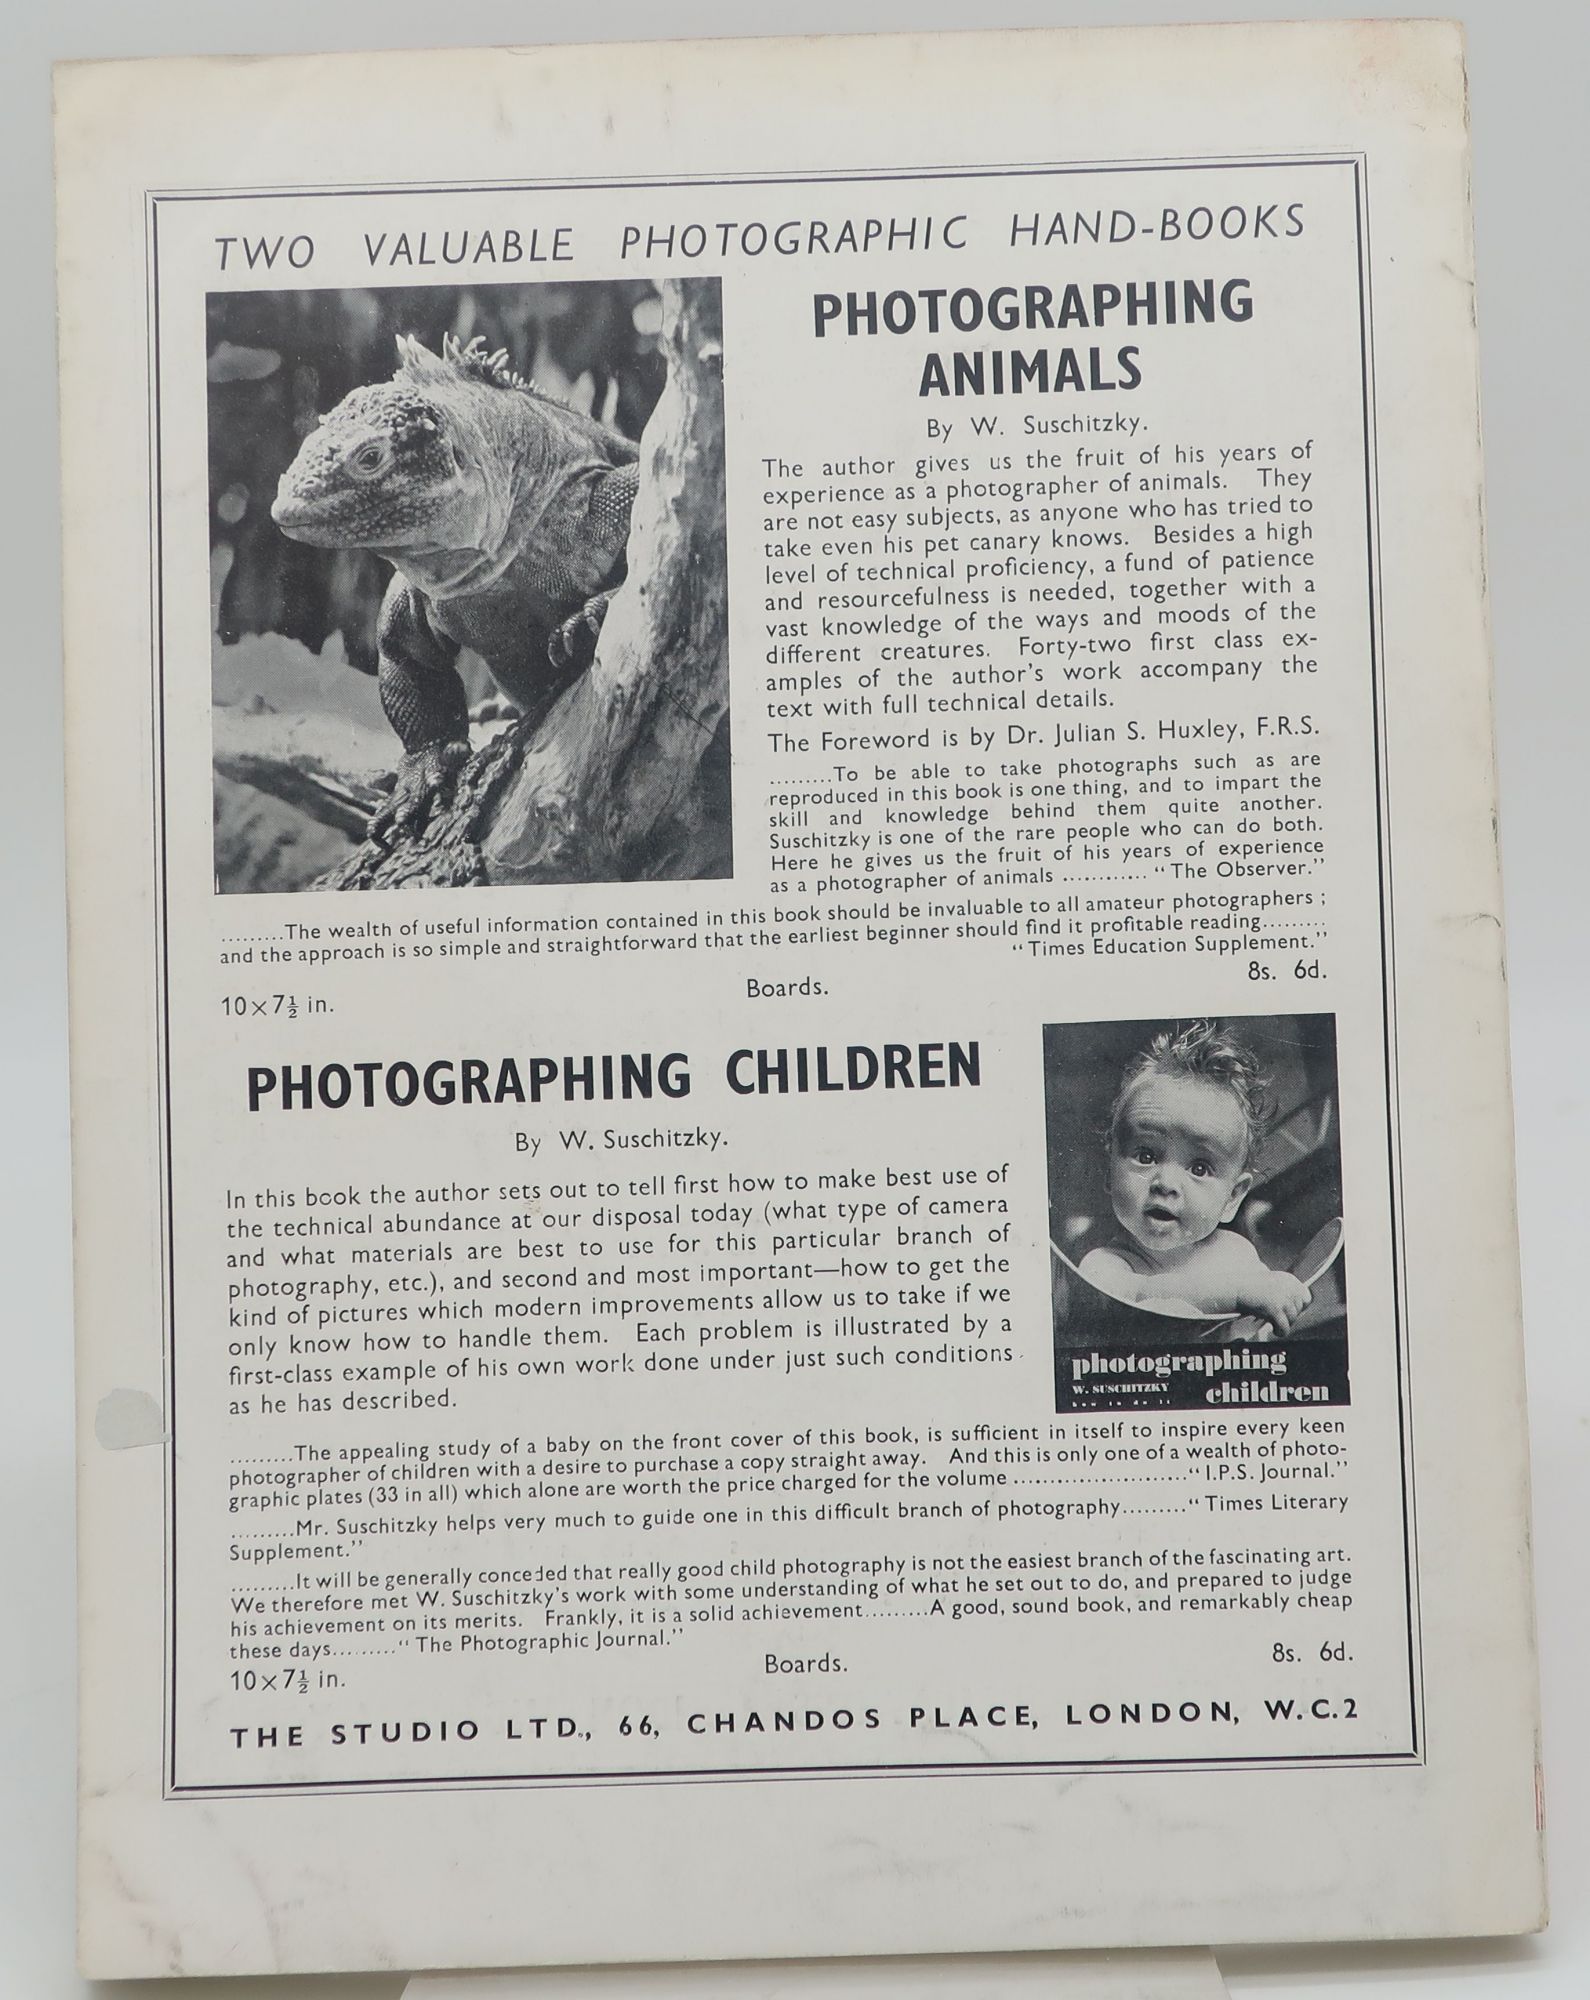 TWO VALUABLE PHOTOGRAPHIC HAND-BOOKS
PHOTOGRAPHING
ANIMALS
By W. Suschitzky.
The author gives us the fruit of his years of
experience as a photographer of animals. They
are not easy subjects, as anyone who has tried to
take even his pet canary knows. Besides a high
level of technical proficiency, a fund of patience
and resourcefulness is needed, together with a
vast knowledge of the ways and moods of the
different creatures. Forty-two first class ex-
amples of the author's work accompany the
text with full technical details.
The Foreword is by Dr. Julian S. Huxley, F.R.S.
.........To be able to take photographs such as are
reproduced in this book is one thing, and to impart the
skill and knowledge behind them quite another.
Suschitzky is one of the rare people who can do both.
Here he gives us the fruit of his years of experience
as a photographer of animals ............ "The Observer."
.........The wealth of useful information contained in this book should be invaluable to all amateur photographers ;
and the approach is so simple and straightforward that the earliest beginner should find it profitable reading.........
"Times Education Supplement."
10×7½ in. Boards. 8s. 6d.
PHOTOGRAPHING CHILDREN
By W. Suschitzky.
In this book the author sets out to tell first how to make best use of
the technical abundance at our disposal today (what type of camera
and what materials are best to use for this particular branch of
photography, etc.), and second and most important—how to get the
kind of pictures which modern improvements allow us to take if we
only know how to handle them. Each problem is illustrated by a
first-class example of his own work done under just such conditions
as he has described.
photographing
W. SUSCHITZKY children
how to do it
.........The appealing study of a baby on the front cover of this book, is sufficient in itself to inspire every keen
photographer of children with a desire to purchase a copy straight away. And this is only one of a wealth of photo-
graphic plates (33 in all) which alone are worth the price charged for the volume ........................."I.P.S. Journal."
.........Mr. Suschitzky helps very much to guide one in this difficult branch of photography........."Times Literary
Supplement."
.........It will be generally conceded that really good child photography is not the easiest branch of the fascinating art.
We therefore met W. Suschitzky's work with some understanding of what he set out to do, and prepared to judge
his achievement on its merits. Frankly, it is a solid achievement.........A good, sound book, and remarkably cheap
these days........."The Photographic Journal."
10×7½ in. Boards. 8s. 6d.
THE STUDIO LTD., 66, CHANDOS PLACE, LONDON, W.C.2